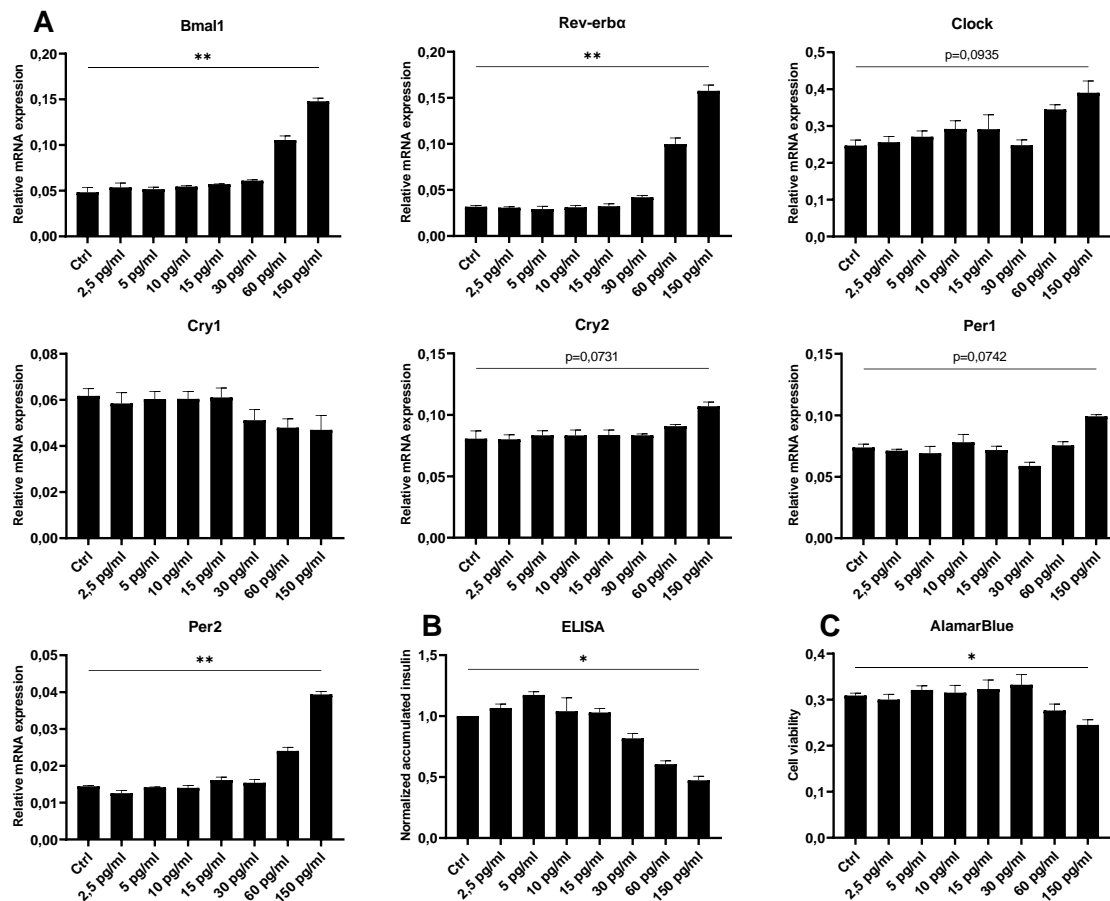 A
Bmal1
Relative mRNA expression
0,20
0,15
0,10
0,05
0,00
**
Ctrl
2,5 pg/ml
5 pg/ml
10 pg/ml
15 pg/ml
30 pg/ml
60 pg/ml
150 pg/ml
Rev-erbα
Relative mRNA expression
0,20
0,15
0,10
0,05
0,00
**
Ctrl
2,5 pg/ml
5 pg/ml
10 pg/ml
15 pg/ml
30 pg/ml
60 pg/ml
150 pg/ml
Clock
Relative mRNA expression
0,5
0,4
0,3
0,2
0,1
0,0
p=0,0935
Ctrl
2,5 pg/ml
5 pg/ml
10 pg/ml
15 pg/ml
30 pg/ml
60 pg/ml
150 pg/ml
Cry1
Relative mRNA expression
0,08
0,06
0,04
0,02
0,00
Ctrl
2,5 pg/ml
5 pg/ml
10 pg/ml
15 pg/ml
30 pg/ml
60 pg/ml
150 pg/ml
Cry2
Relative mRNA expression
0,15
0,10
0,05
0,00
p=0,0731
Ctrl
2,5 pg/ml
5 pg/ml
10 pg/ml
15 pg/ml
30 pg/ml
60 pg/ml
150 pg/ml
Per1
Relative mRNA expression
0,15
0,10
0,05
0,00
p=0,0742
Ctrl
2,5 pg/ml
5 pg/ml
10 pg/ml
15 pg/ml
30 pg/ml
60 pg/ml
150 pg/ml
Per2
Relative mRNA expression
0,05
0,04
0,03
0,02
0,01
0,00
**
Ctrl
2,5 pg/ml
5 pg/ml
10 pg/ml
15 pg/ml
30 pg/ml
60 pg/ml
150 pg/ml
B
ELISA
Normalized accumulated insulin
1,5
1,0
0,5
0,0
*
Ctrl
2,5 pg/ml
5 pg/ml
10 pg/ml
15 pg/ml
30 pg/ml
60 pg/ml
150 pg/ml
C
AlamarBlue
Cell viability
0,4
0,3
0,2
0,1
0,0
*
Ctrl
2,5 pg/ml
5 pg/ml
10 pg/ml
15 pg/ml
30 pg/ml
60 pg/ml
150 pg/ml